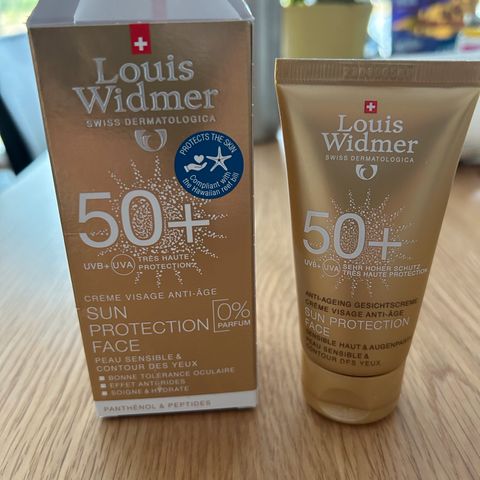 Louis
Widmer
SWISS DERMATOLOGICA
PROTECTS THE SKIN
Compliant with
the Hawaiian reef bill
50+
UVB+ UVA
TRÈS HAUTE
PROTECTION
CRÈME VISAGE ANTI-ÂGE
SUN
PROTECTION
FACE
0%
PARFUM
PEAU SENSIBLE &
CONTOUR DES YEUX
BONNE TOLERANCE OCULAIRE
EFFET ANTIRIDES
SOIGNE & HYDRATE
PANTHÉNOL & PEPTIDES
Louis
Widmer
SWISS DERMATOLOGICA
50+
UVB+ UVA
SEHR HOHER SCHUTZ
TRÈS HAUTE PROTECTION
ANTI-AGEING GESICHTSCREME
CRÈME VISAGE ANTI-ÂGE
SUN PROTECTION
FACE
SENSIBLE HAUT & AUGENPARTIE
PEAU SENSIBLE &
CONTOUR DES YEUX